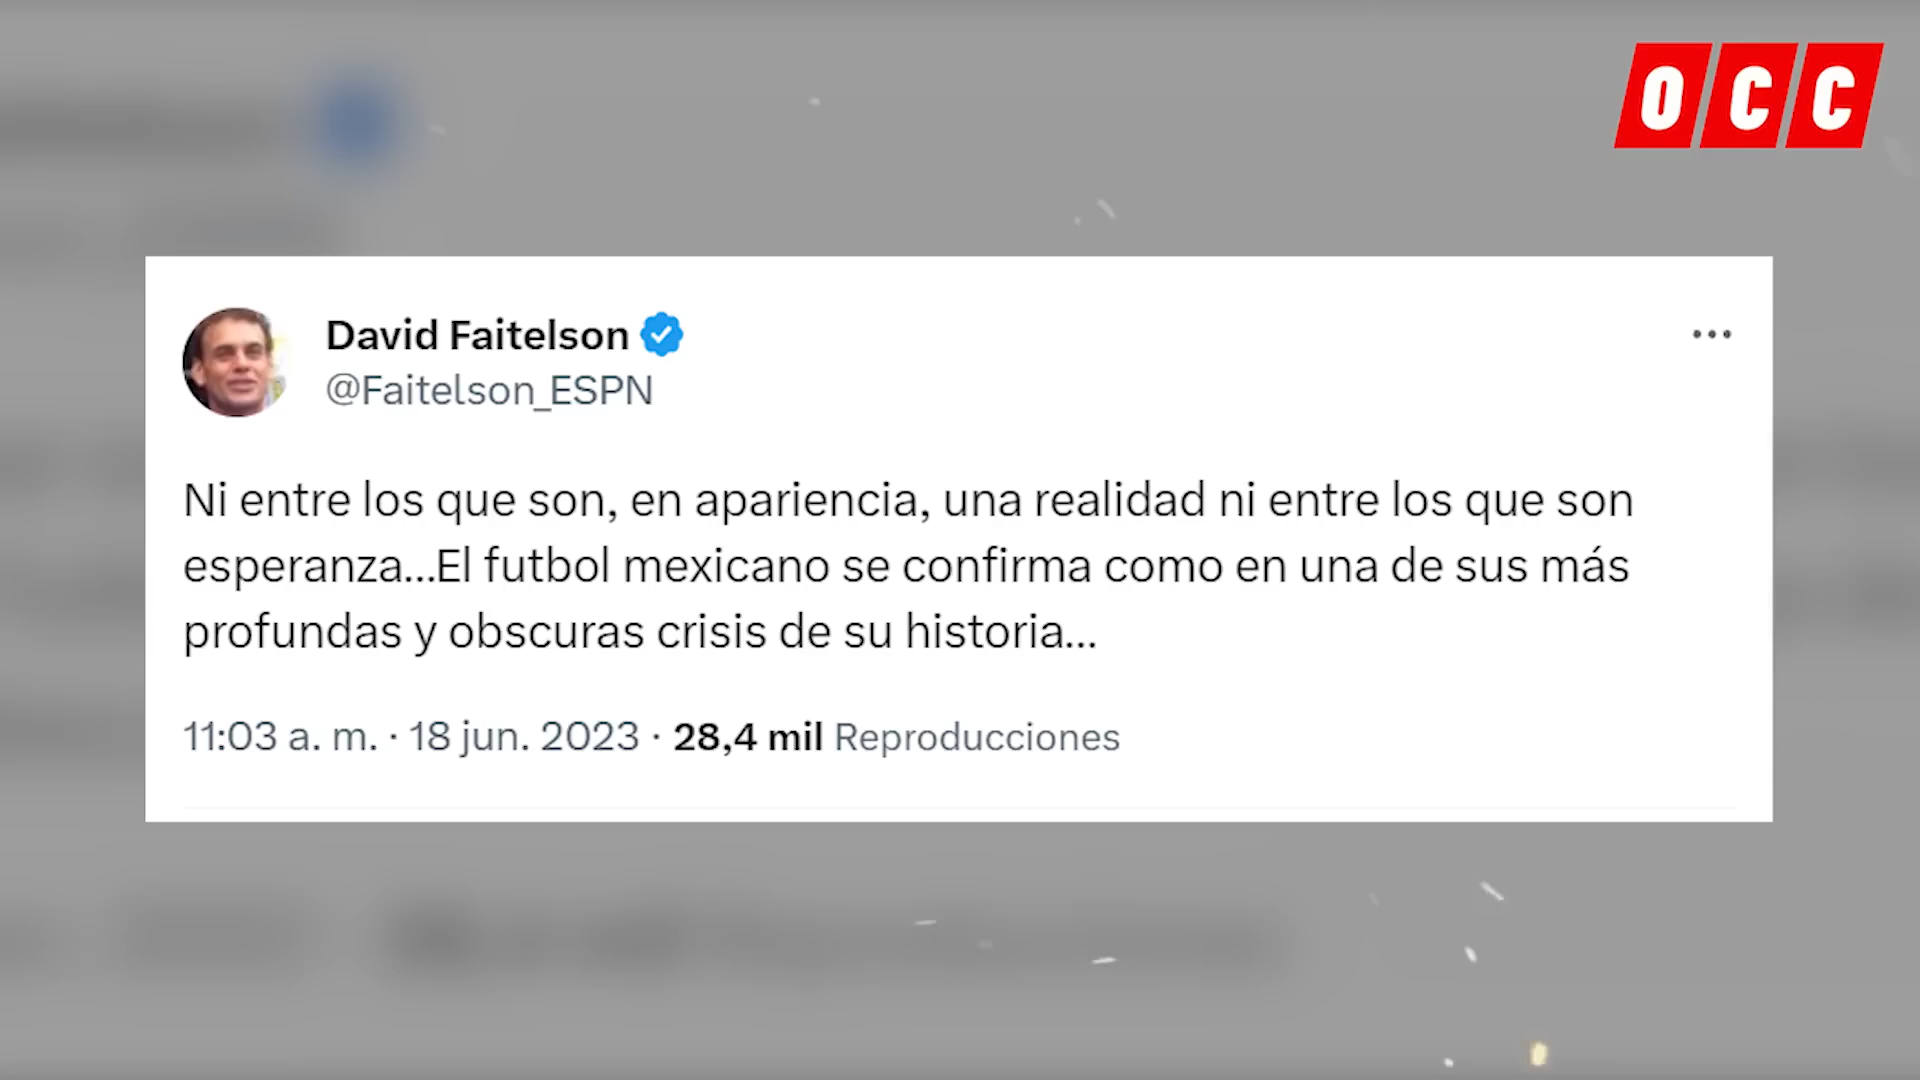 OCC
David Faitelson
@Faitelson_ESPN
Ni entre los que son, en apariencia, una realidad ni entre los que son
esperanza...El futbol mexicano se confirma como en una de sus más
profundas y obscuras crisis de su historia...
11:03 a. m. · 18 jun. 2023 · 28,4 mil Reproducciones